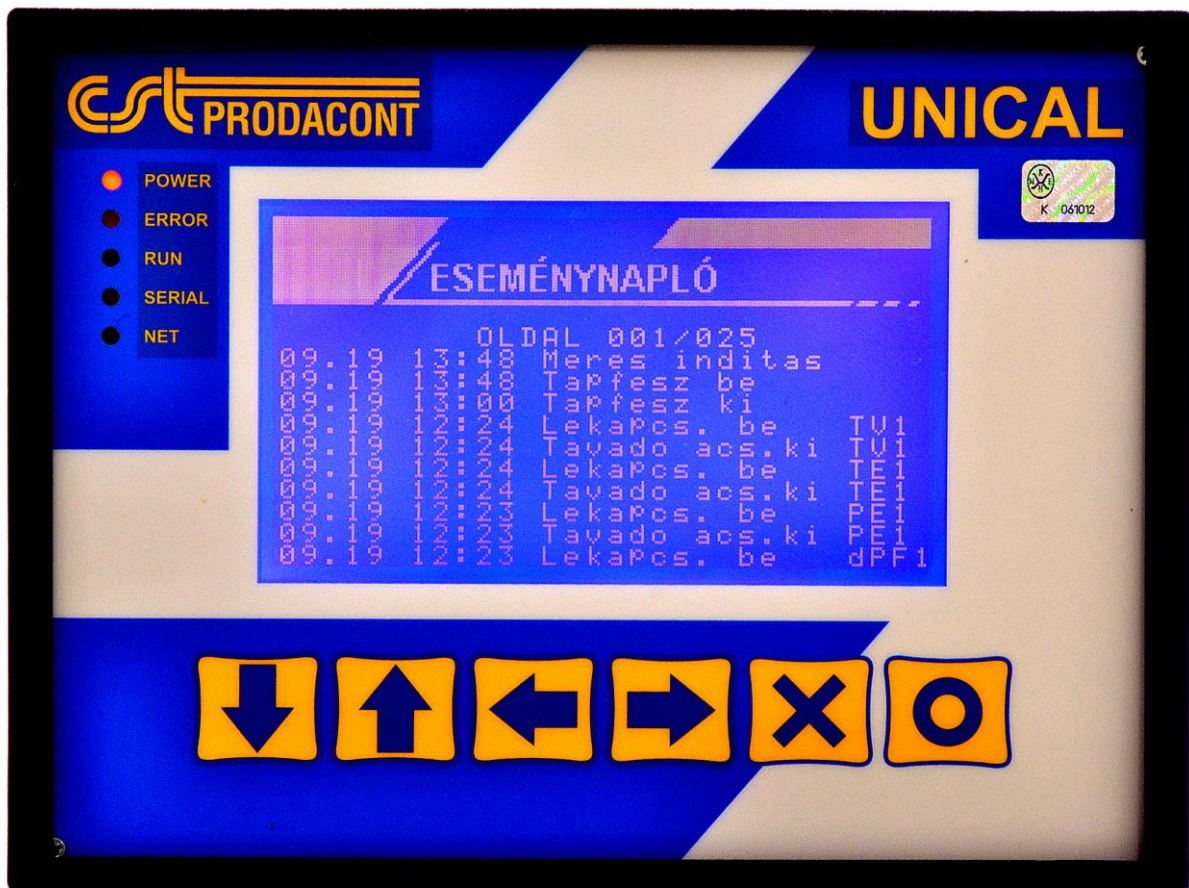 cst PRODACONT
UNICAL
POWER
ERROR
RUN
SERIAL
NET
M K E H
K 061012
ESEMÉNYNAPLÓ
OLDAL 001/025
09.19 13:48 Meres inditas
09.19 13:48 Tapfesz be
09.19 13:00 Tapfesz ki
09.19 12:24 Lekapcs. be TV1
09.19 12:24 Tavado acs.ki TV1
09.19 12:24 Lekapcs. be TE1
09.19 12:24 Tavado acs.ki TE1
09.19 12:23 Lekapcs. be PE1
09.19 12:23 Tavado acs.ki PE1
09.19 12:23 Lekapcs. be dPF1